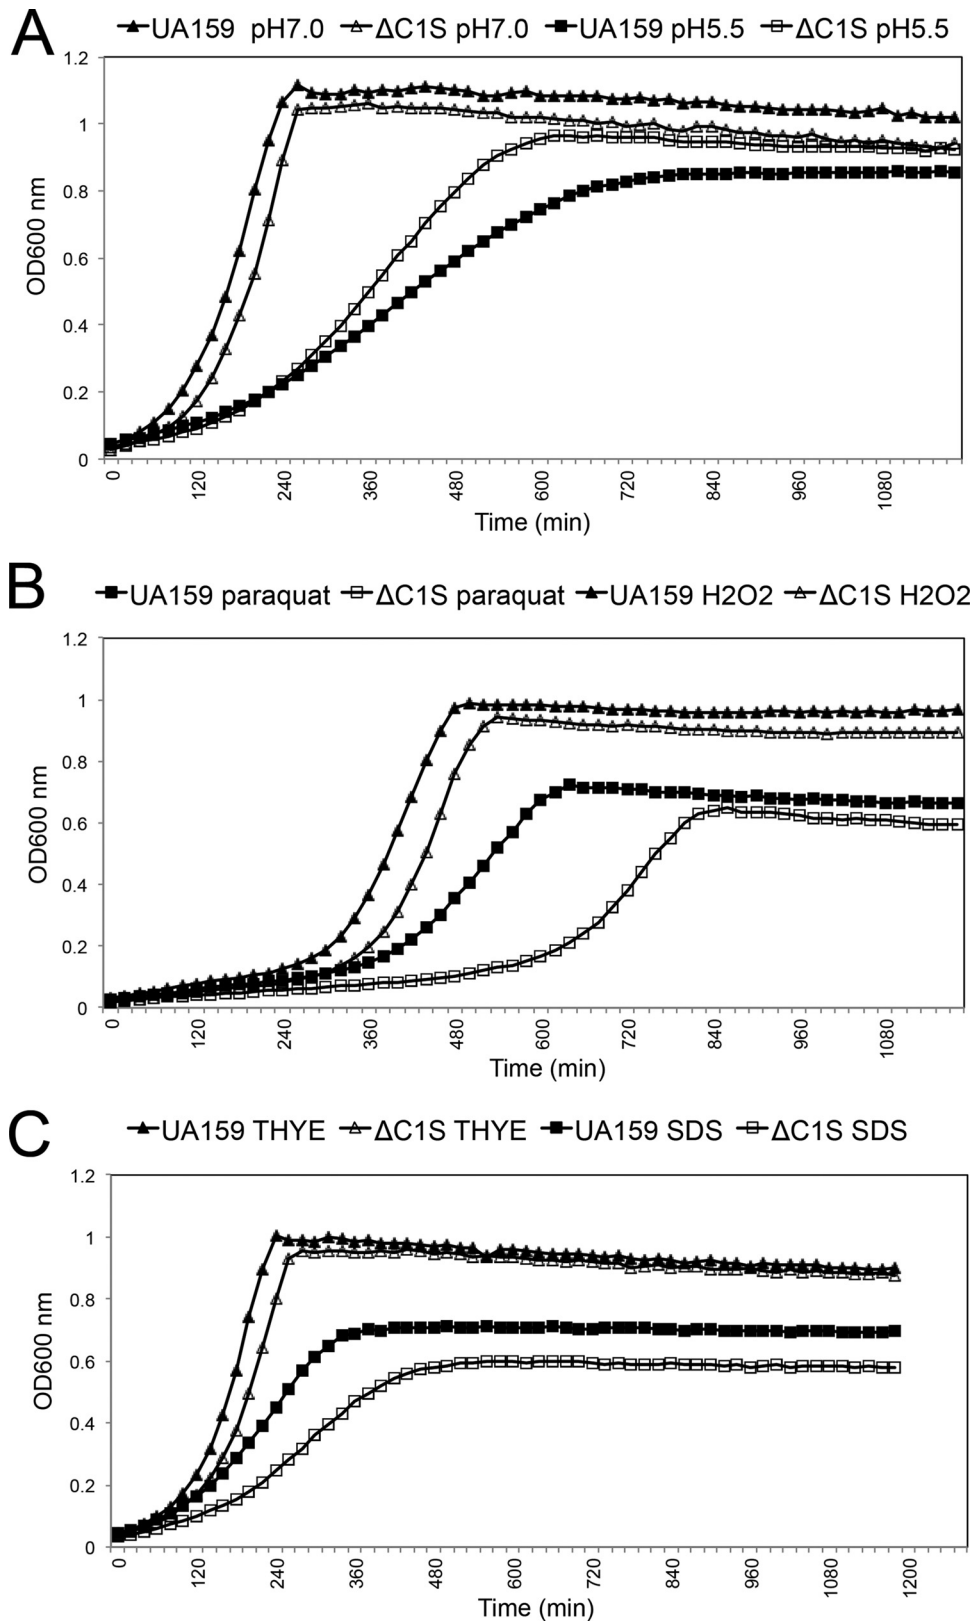 A
UA159 pH7.0 ΔC1S pH7.0 UA159 pH5.5 ΔC1S pH5.5
1.2
1
0.8
0.6
0.4
0.2
0
OD600 nm
0 120 240 360 480 600 720 840 960 1080
Time (min)
B
UA159 paraquat ΔC1S paraquat UA159 H2O2 ΔC1S H2O2
1.2
1
0.8
0.6
0.4
0.2
0
OD600 nm
0 120 240 360 480 600 720 840 960 1080
Time (min)
C
UA159 THYE ΔC1S THYE UA159 SDS ΔC1S SDS
1.2
1
0.8
0.6
0.4
0.2
0
OD600 nm
0 120 240 360 480 600 720 840 960 1080 1200
Time (min)